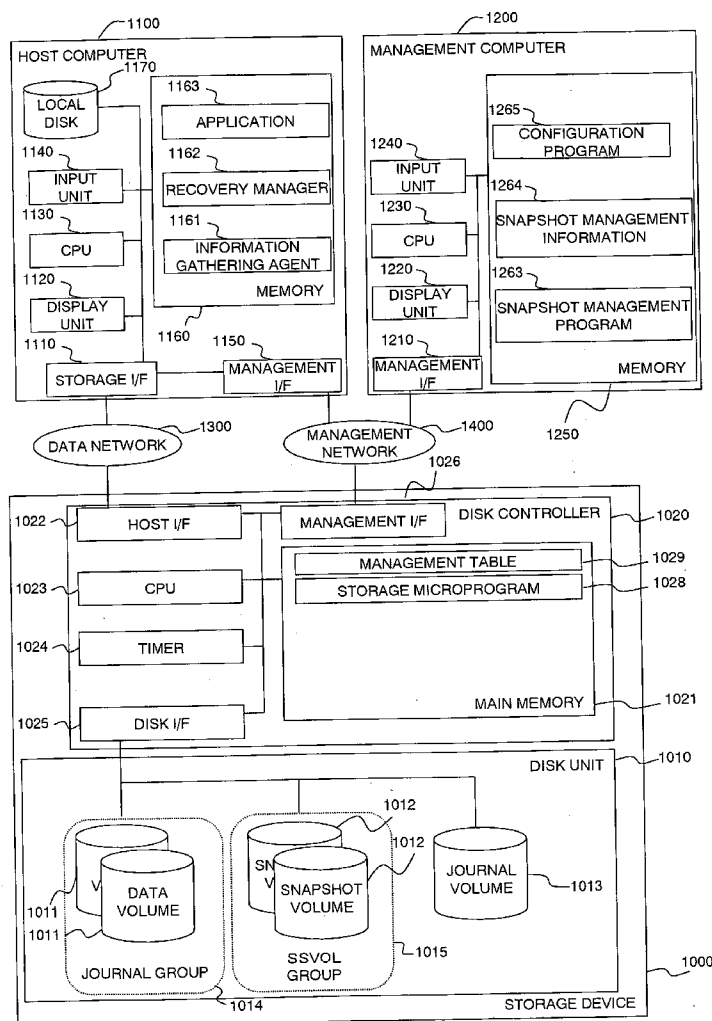 1100
HOST COMPUTER
1170
LOCAL DISK
1163
APPLICATION
1140
INPUT UNIT
1162
RECOVERY MANAGER
1130
CPU
1161
INFORMATION GATHERING AGENT
1120
DISPLAY UNIT
MEMORY
1160
1110
STORAGE I/F
1150
MANAGEMENT I/F
1200
MANAGEMENT COMPUTER
1265
CONFIGURATION PROGRAM
1240
INPUT UNIT
1264
SNAPSHOT MANAGEMENT INFORMATION
1230
CPU
1263
SNAPSHOT MANAGEMENT PROGRAM
1220
DISPLAY UNIT
1210
MANAGEMENT I/F
MEMORY
1250
1300
DATA NETWORK
1400
MANAGEMENT NETWORK
1026
1022
HOST I/F
MANAGEMENT I/F
DISK CONTROLLER
1020
MANAGEMENT TABLE
1029
1023
CPU
STORAGE MICROPROGRAM
1028
1024
TIMER
1025
DISK I/F
MAIN MEMORY
1021
DISK UNIT
1010
1012
1012
SN
V
SNAPSHOT VOLUME
V
DATA VOLUME
1011
1011
JOURNAL VOLUME
1013
JOURNAL GROUP
1014
SSVOL GROUP
1015
1000
STORAGE DEVICE